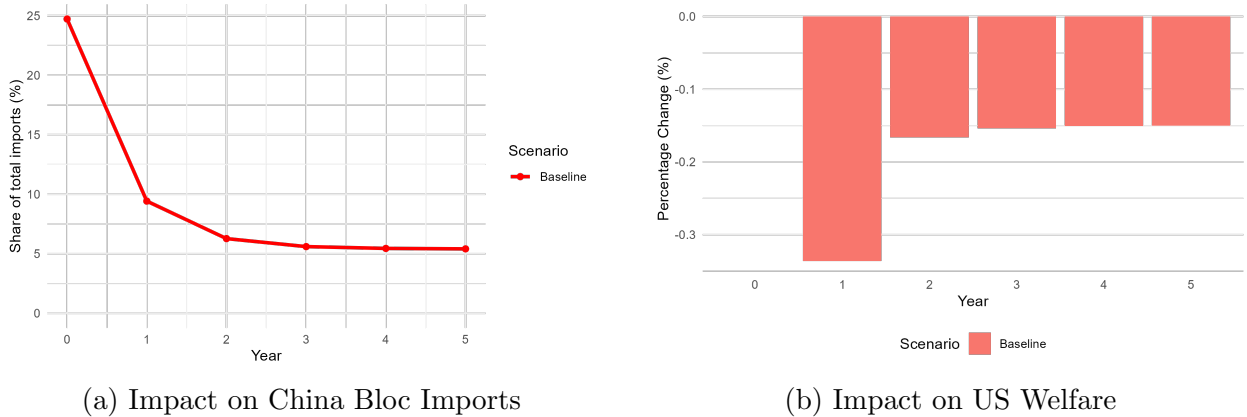 25
20
15
10
5
0
Share of total imports (%)
0 1 2 3 4 5
Year
Scenario
Baseline
(a) Impact on China Bloc Imports
0.0
-0.1
-0.2
-0.3
Percentage Change (%)
0 1 2 3 4 5
Year
Scenario Baseline
(b) Impact on US Welfare